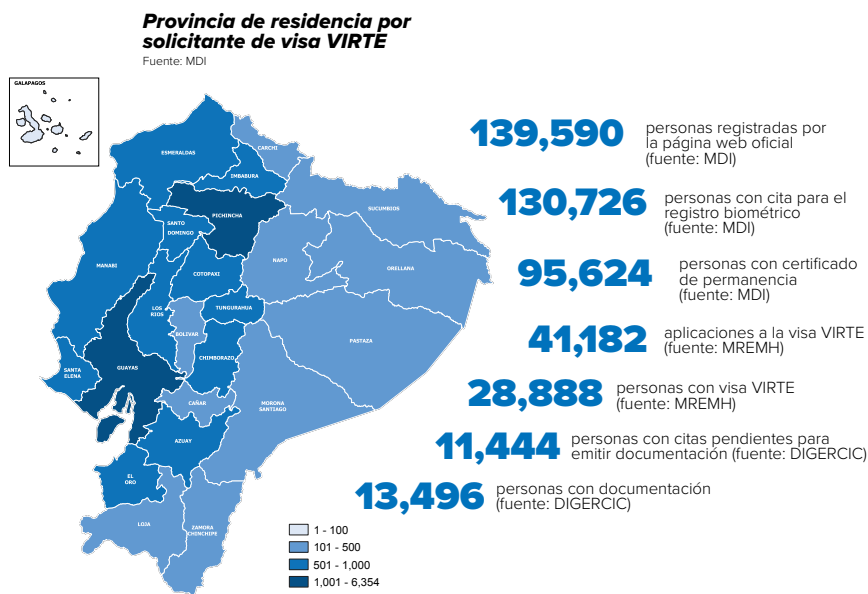 Provincia de residencia por
solicitante de visa VIRTE
Fuente: MDI
GALAPAGOS
ESMERALDAS
CARCHI
IMBABURA
SUCUMBIOS
PICHINCHA
SANTO
DOMINGO
NAPO
ORELLANA
MANABI
COTOPAXI
LOS
RIOS
TUNGURAHUA
BOLIVAR
PASTAZA
CHIMBORAZO
GUAYAS
SANTA
ELENA
CAÑAR
MORONA
SANTIAGO
AZUAY
EL
ORO
LOJA
ZAMORA
CHINCHIPE
1 - 100
101 - 500
501 - 1,000
1,001 - 6,354
139,590 personas registradas por
la página web oficial
(fuente: MDI)
130,726 personas con cita para el
registro biométrico
(fuente: MDI)
95,624 personas con certificado
de permanencia
(fuente: MDI)
41,182 aplicaciones a la visa VIRTE
(fuente: MREMH)
28,888 personas con visa VIRTE
(fuente: MREMH)
11,444 personas con citas pendientes para
emitir documentación (fuente: DIGERCIC)
13,496 personas con documentación
(fuente: DIGERCIC)